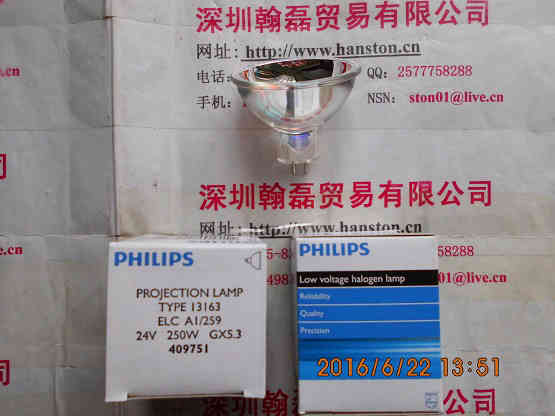 深圳翰磊贸易有限公司
网址: http://www.hanston.cn
电话: QQ: 2577758288
手机: NSN: ston01@live.cn
深圳翰磊贸易有限公司
网址: http://www.hanston.cn
2577758288
ston01@live.cn
PHILIPS
PROJECTION LAMP
TYPE 13163
ELC A1/259
24V 250W GX5.3
409751
PHILIPS
Low voltage halogen lamp
Reliability
Quality
Precision
2016/6/22 13:51